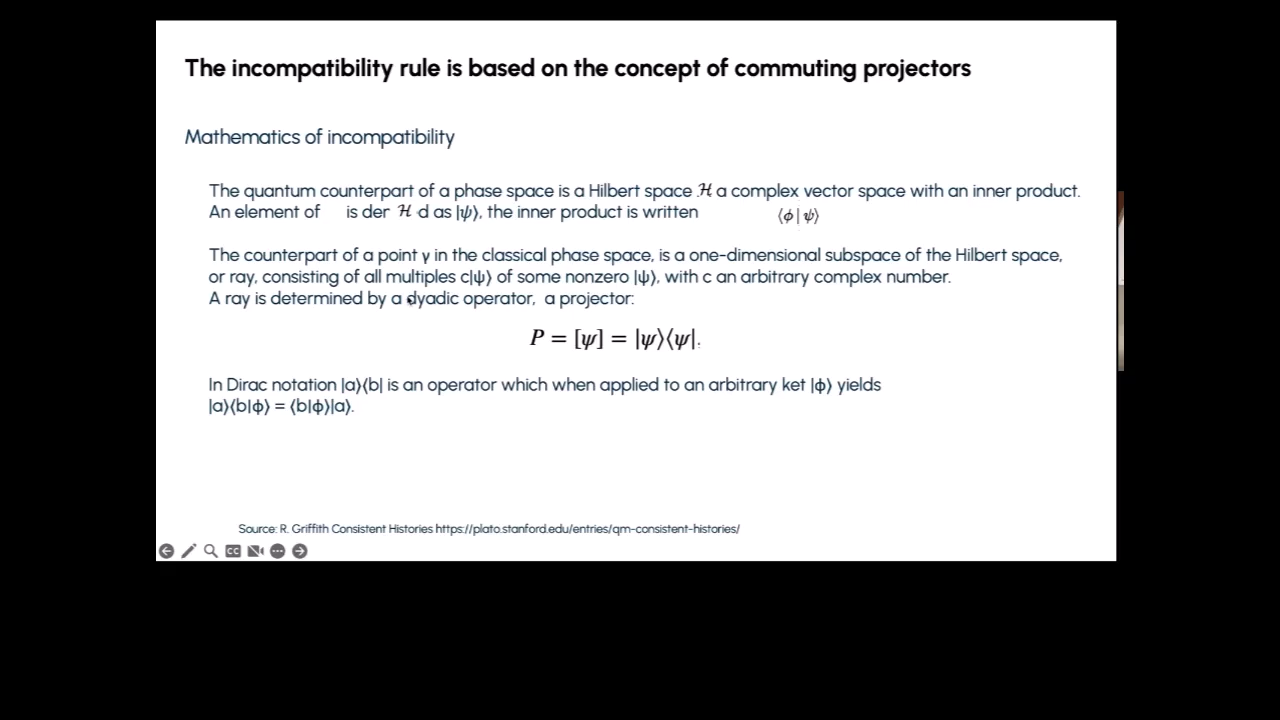 The incompatibility rule is based on the concept of commuting projectors
Mathematics of incompatibility
The quantum counterpart of a phase space is a Hilbert space ℋ a complex vector space with an inner product.
An element of is der ℋ d as |ψ⟩, the inner product is written ⟨ϕ|ψ⟩
The counterpart of a point γ in the classical phase space, is a one-dimensional subspace of the Hilbert space,
or ray, consisting of all multiples c|ψ⟩ of some nonzero |ψ⟩, with c an arbitrary complex number.
A ray is determined by a dyadic operator, a projector:
P = [ψ] = |ψ⟩⟨ψ|.
In Dirac notation |a⟩⟨b| is an operator which when applied to an arbitrary ket |ϕ⟩ yields
|a⟩⟨b|ϕ⟩ = ⟨b|ϕ⟩|a⟩.
Source: R. Griffith Consistent Histories https://plato.stanford.edu/entries/qm-consistent-histories/
CC